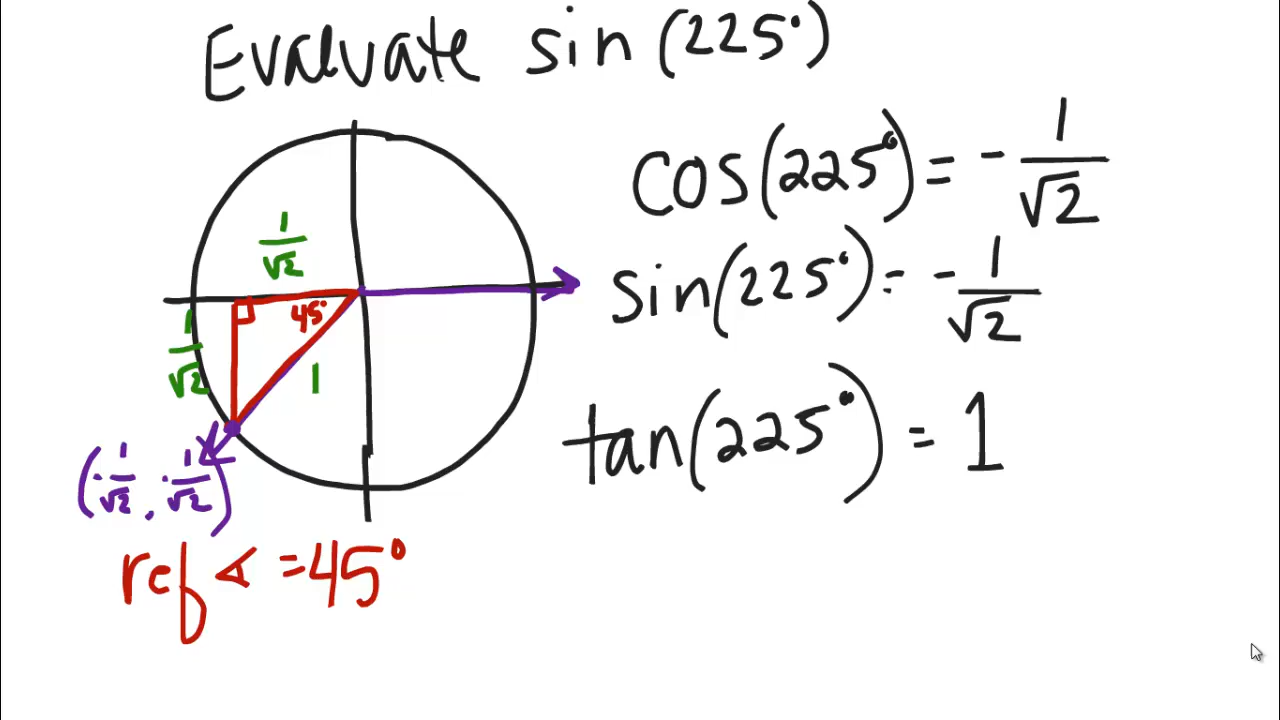 Evaluate sin(225°)
cos(225°) = - 1/√2
sin(225°) = - 1/√2
tan(225°) = 1
1/√2
45°
1/√2
1
(-1/√2, -1/√2)
ref ∢ = 45°